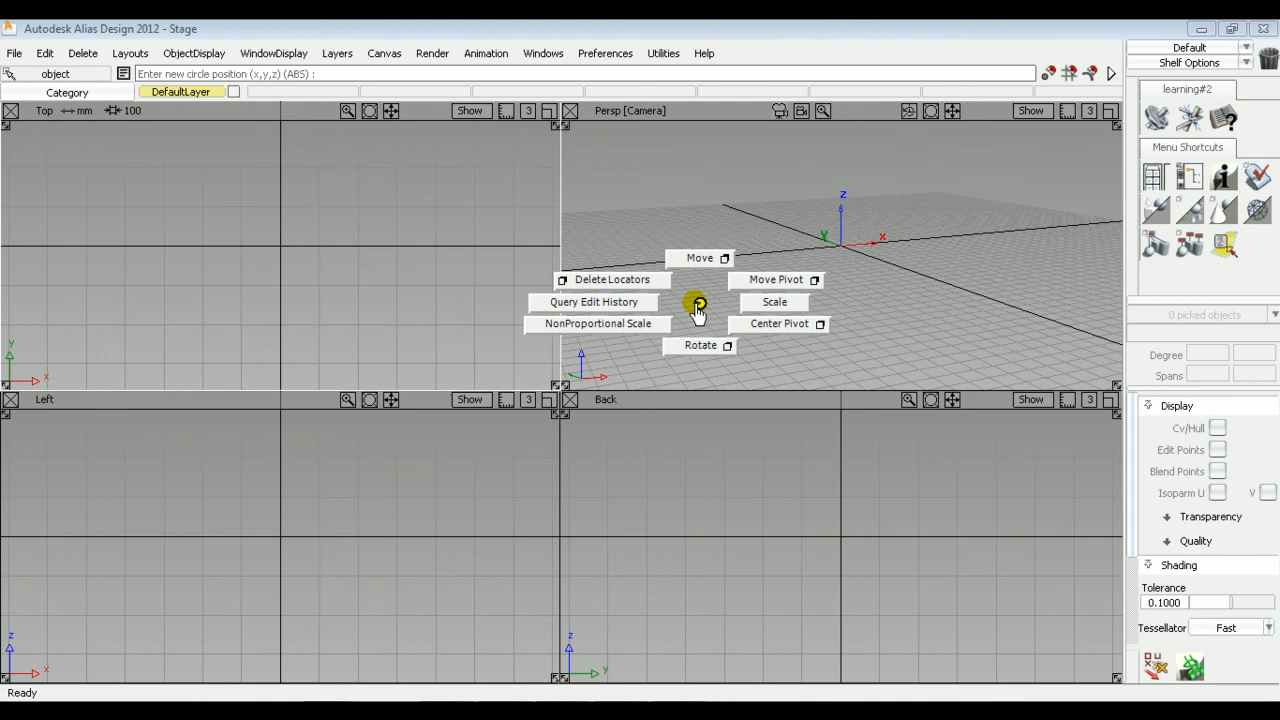 Autodesk Alias Design 2012 - Stage
File Edit Delete Layouts ObjectDisplay WindowDisplay Layers Canvas Render Animation Windows Preferences Utilities Help
Default
Shelf Options
object Enter new circle position (x,y,z) (ABS) :
Category DefaultLayer
learning#2
Top mm 100 Show 3
Persp [Camera] Show 3
Menu Shortcuts
z
y x
Move
Delete Locators Move Pivot
Query Edit History Scale
NonProportional Scale Center Pivot
Rotate
0 picked objects
Degree
Spans
y
x
Left Show 3
Back Show 3
Display
Cv/Hull
Edit Points
Blend Points
Isoparm U V
Transparency
Quality
Shading
Tolerance
0.1000
Tessellator Fast
z
x
z
y
Ready